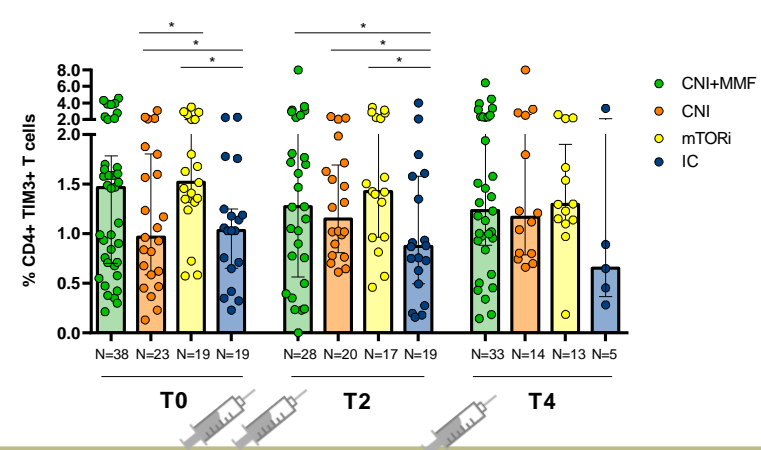 * *
* *
* *
8.0
6.0
4.0
2.0
2.0
1.5
1.0
0.5
0.0
% CD4+ TIM3+ T cells
CNI+MMF
CNI
mTORi
IC
N=38 N=23 N=19 N=19 N=28 N=20 N=17 N=19 N=33 N=14 N=13 N=5
T0 T2 T4